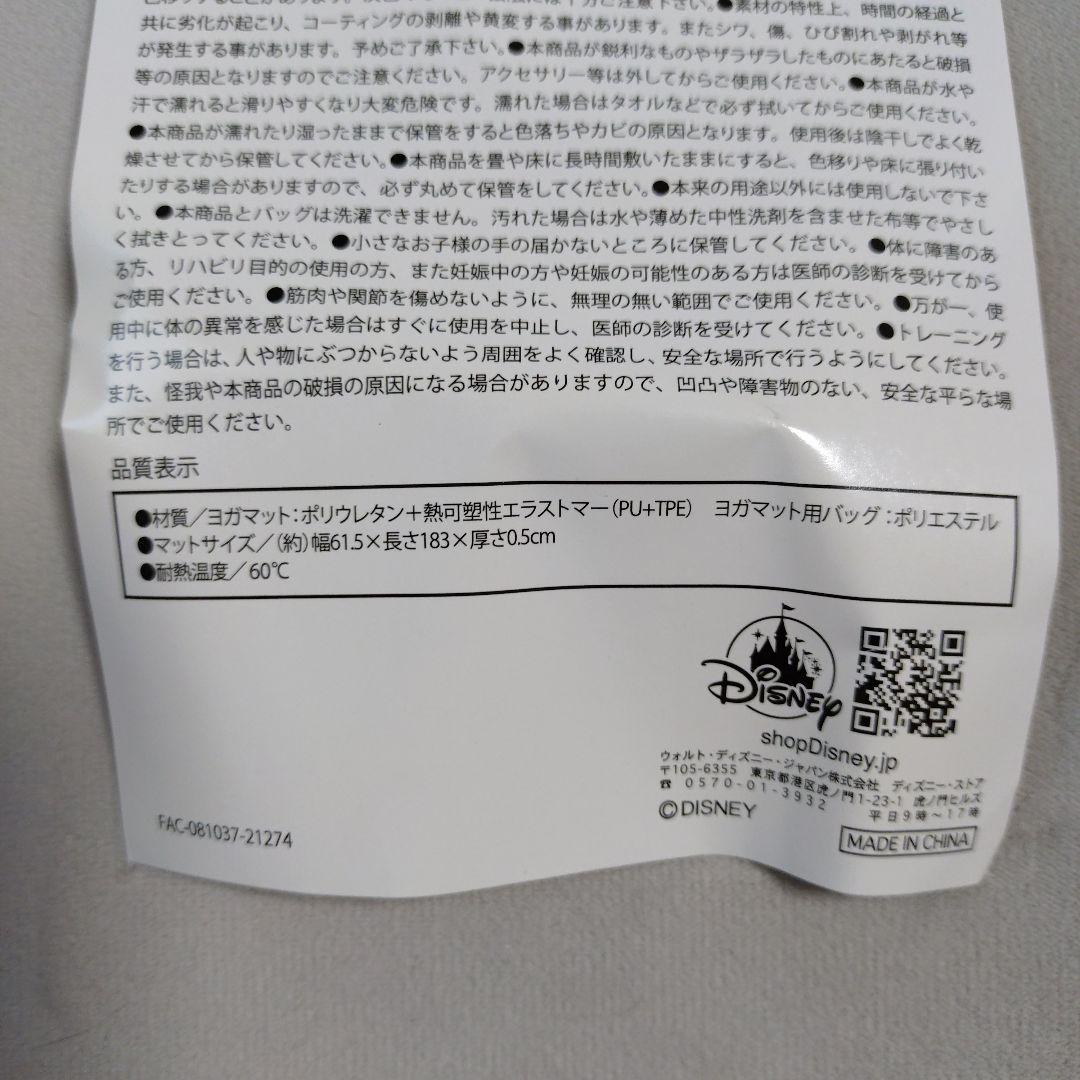 ●素材の特性上、時間の経過と
共に劣化が起こり、コーティングの剥離や黄変する事があります。またシワ、傷、ひび割れや剥がれ等
が発生する事があります。予めご了承下さい。●本商品が鋭利なものやザラザラしたものにあたると破損
等の原因となりますのでご注意ください。アクセサリー等は外してからご使用ください。●本商品が水や
汗で濡れると滑りやすくなり大変危険です。濡れた場合はタオルなどで必ず拭いてからご使用ください。
●本商品が濡れたり湿ったままで保管をすると色落ちやカビの原因となります。使用後は陰干しでよく乾
燥させてから保管してください。●本商品を畳や床に長時間敷いたままにすると、色移りや床に張り付い
たりする場合がありますので、必ず丸めて保管をしてください。●本来の用途以外には使用しないで下さ
い。●本商品とバッグは洗濯できません。汚れた場合は水や薄めた中性洗剤を含ませた布等でやさし
く拭きとってください。●小さなお子様の手の届かないところに保管してください。●体に障害のあ
る方、リハビリ目的の使用の方、また妊娠中の方や妊娠の可能性のある方は医師の診断を受けてから
ご使用ください。●筋肉や関節を傷めないように、無理の無い範囲でご使用ください。●万が一、使
用中に体の異常を感じた場合はすぐに使用を中止し、医師の診断を受けてください。●トレーニング
を行う場合は、人や物にぶつからないよう周囲をよく確認し、安全な場所で行うようにしてください。
また、怪我や本商品の破損の原因になる場合がありますので、凹凸や障害物のない、安全な平らな場
所でご使用ください。
品質表示
●材質／ヨガマット：ポリウレタン＋熱可塑性エラストマー（PU+TPE）　ヨガマット用バッグ：ポリエステル
●マットサイズ／（約）幅61.5×長さ183×厚さ0.5cm
●耐熱温度／60℃
Disney
shopDisney.jp
ウォルト・ディズニー・ジャパン株式会社　ディズニー・ストア
〒105-6355　東京都港区虎ノ門1-23-1 虎ノ門ヒルズ
☎ 0570-01-3932　平日9時～17時
©DISNEY
MADE IN CHINA
FAC-081037-21274